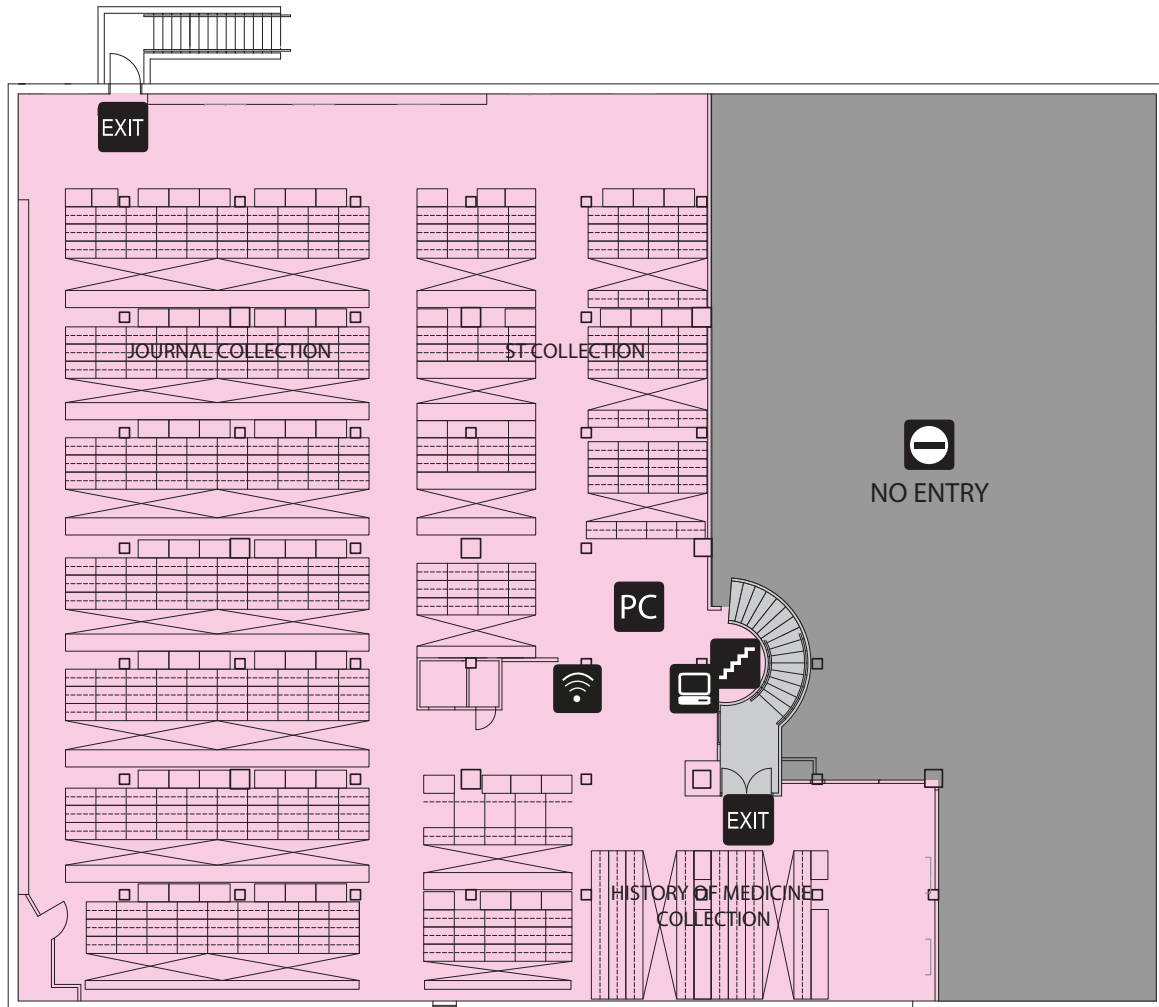 EXIT
JOURNAL COLLECTION
ST COLLECTION
NO ENTRY
PC
EXIT
HISTORY OF MEDICINE
COLLECTION